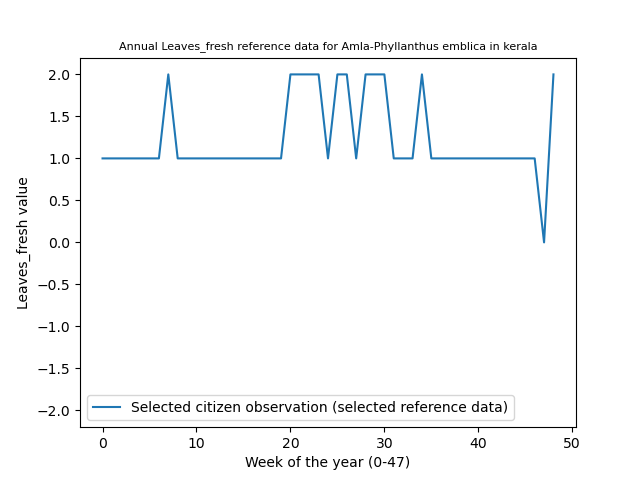 Annual Leaves_fresh reference data for Amla-Phyllanthus emblica in kerala
2.0
1.5
1.0
0.5
0.0
−0.5
−1.0
−1.5
−2.0
Leaves_fresh value
Selected citizen observation (selected reference data)
0 10 20 30 40 50
Week of the year (0-47)